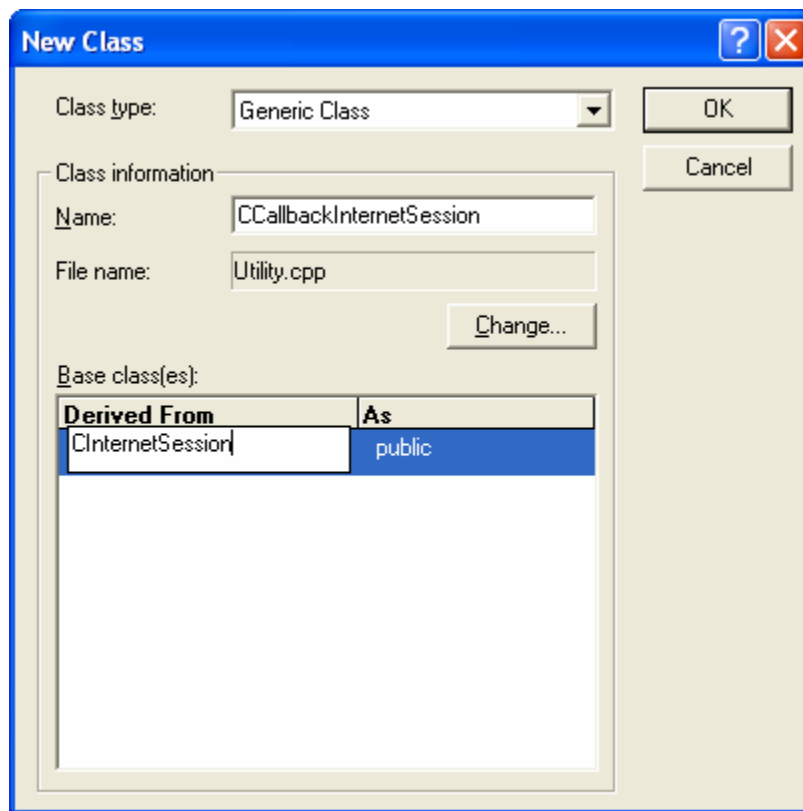 New Class
Class type: Generic Class OK
Cancel
Class information
Name: CCallbackInternetSession
File name: Utility.cpp
Change...
Base class(es):
Derived From As
CInternetSession public